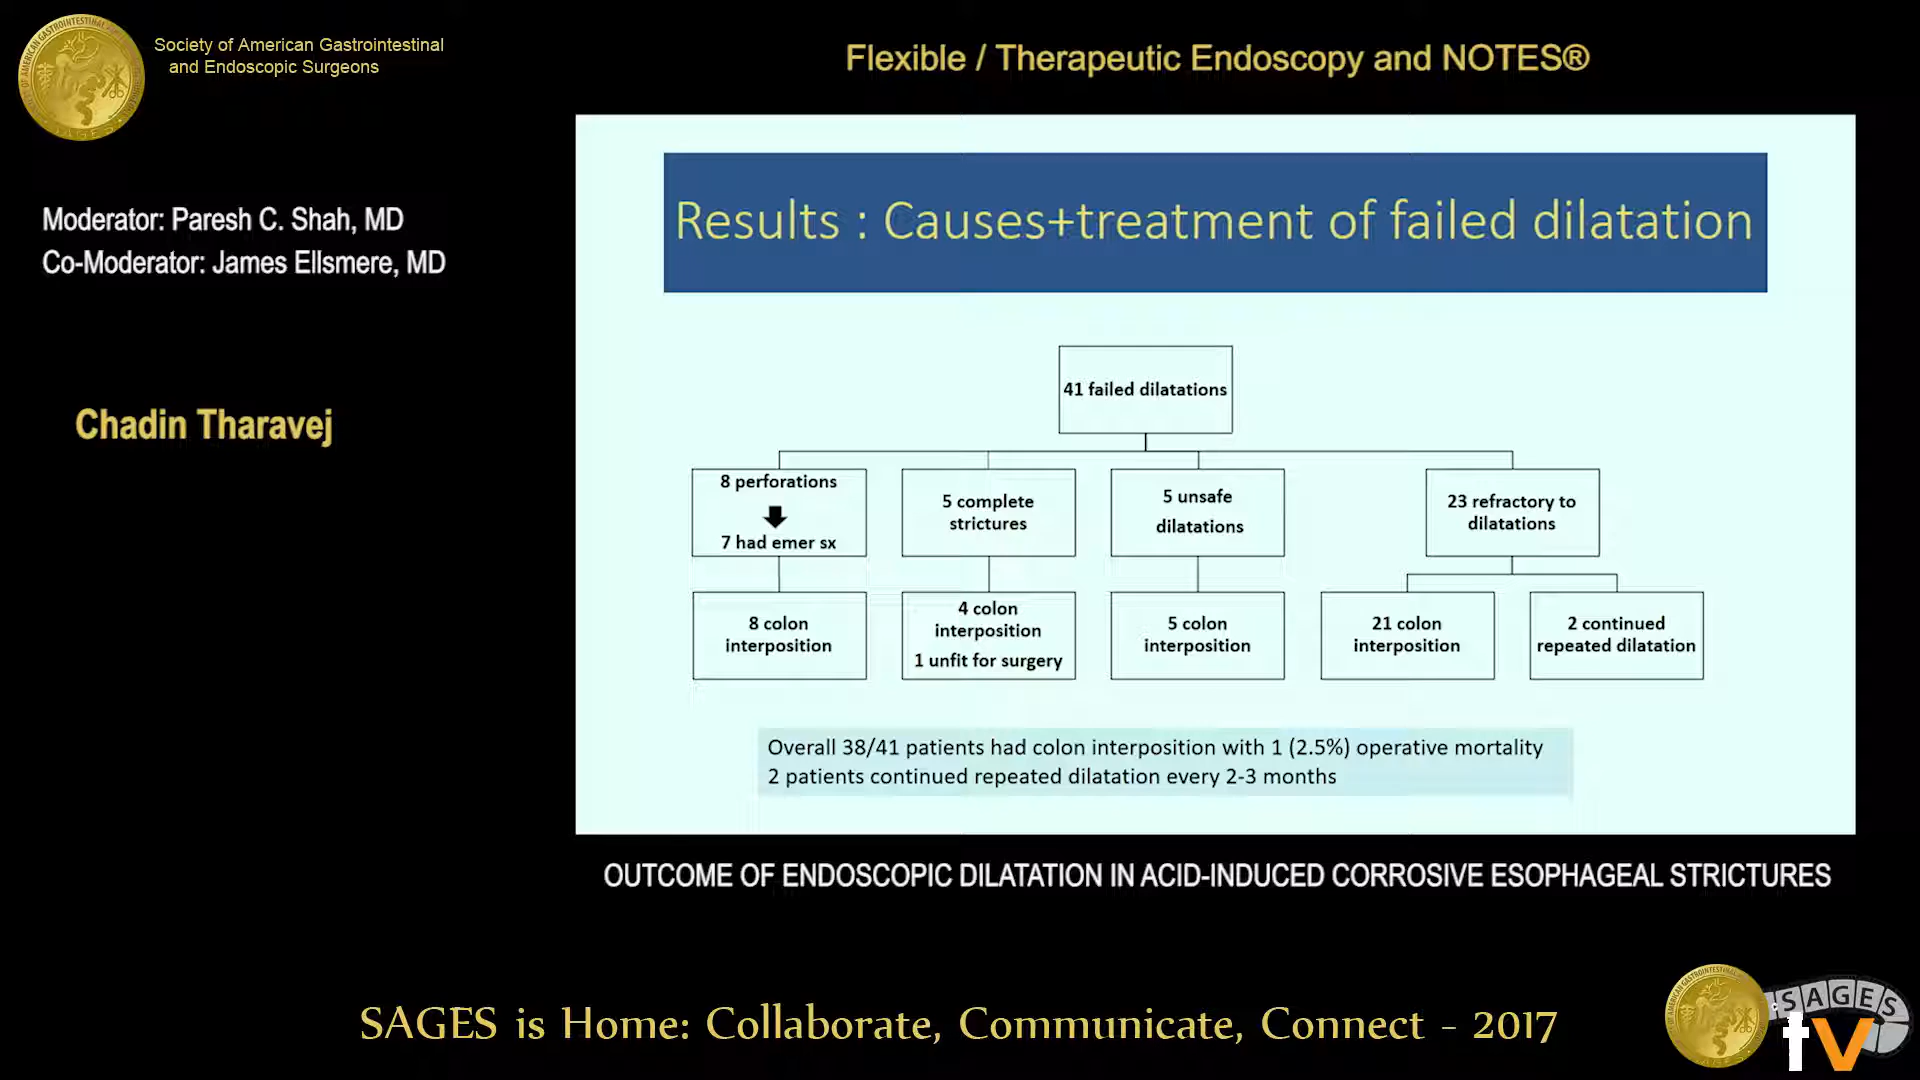 Society of American Gastrointestinal
and Endoscopic Surgeons
Flexible / Therapeutic Endoscopy and NOTES®
Moderator: Paresh C. Shah, MD
Co-Moderator: James Ellsmere, MD
Chadin Tharavej
Results : Causes+treatment of failed dilatation
41 failed dilatations
8 perforations
7 had emer sx
5 complete
strictures
5 unsafe
dilatations
23 refractory to
dilatations
8 colon
interposition
4 colon
interposition
1 unfit for surgery
5 colon
interposition
21 colon
interposition
2 continued
repeated dilatation
Overall 38/41 patients had colon interposition with 1 (2.5%) operative mortality
2 patients continued repeated dilatation every 2-3 months
OUTCOME OF ENDOSCOPIC DILATATION IN ACID-INDUCED CORROSIVE ESOPHAGEAL STRICTURES
SAGES is Home: Collaborate, Communicate, Connect - 2017
SAGES
tv